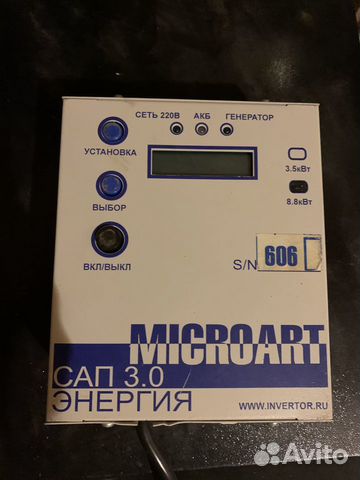 СЕТЬ 220В АКБ ГЕНЕРАТОР
УСТАНОВКА
3.5кВт
ВЫБОР
8.8кВт
ВКЛ/ВЫКЛ
S/N 606
MICROART
САП 3.0
ЭНЕРГИЯ
WWW.INVERTOR.RU
Avito